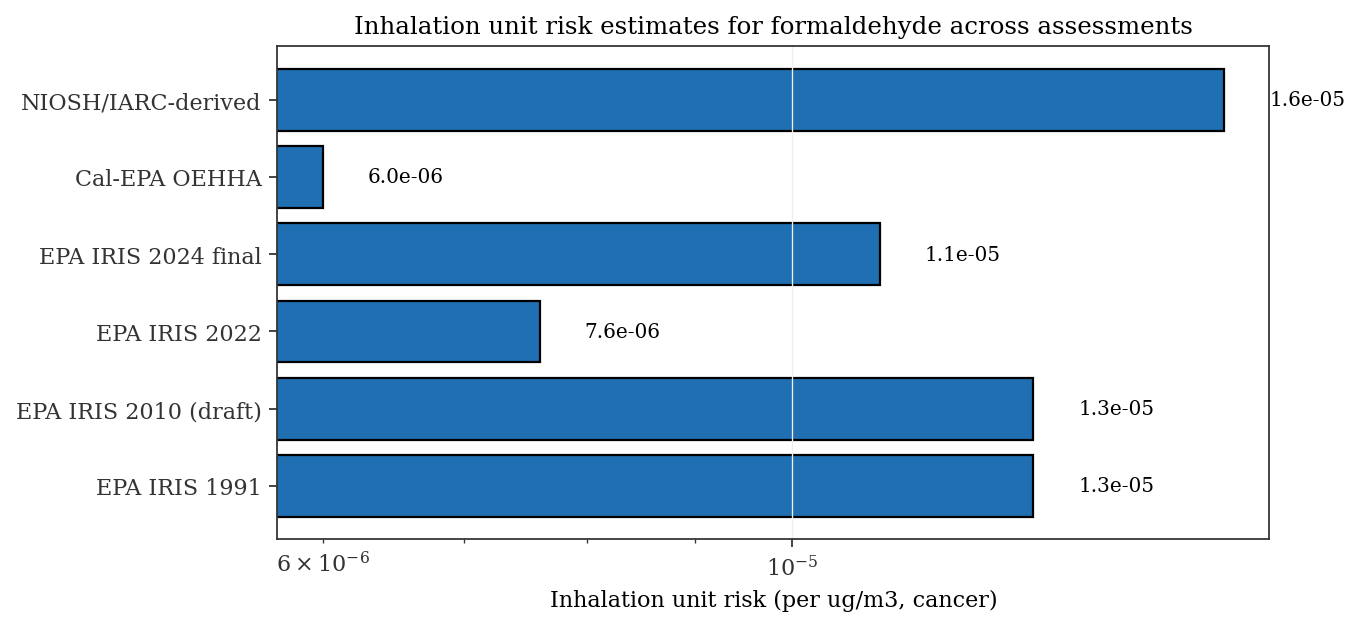 Inhalation unit risk estimates for formaldehyde across assessments
NIOSH/IARC-derived
1.6e-05
Cal-EPA OEHHA
6.0e-06
EPA IRIS 2024 final
1.1e-05
EPA IRIS 2022
7.6e-06
EPA IRIS 2010 (draft)
1.3e-05
EPA IRIS 1991
1.3e-05
6 × 10⁻⁶
10⁻⁵
Inhalation unit risk (per ug/m3, cancer)